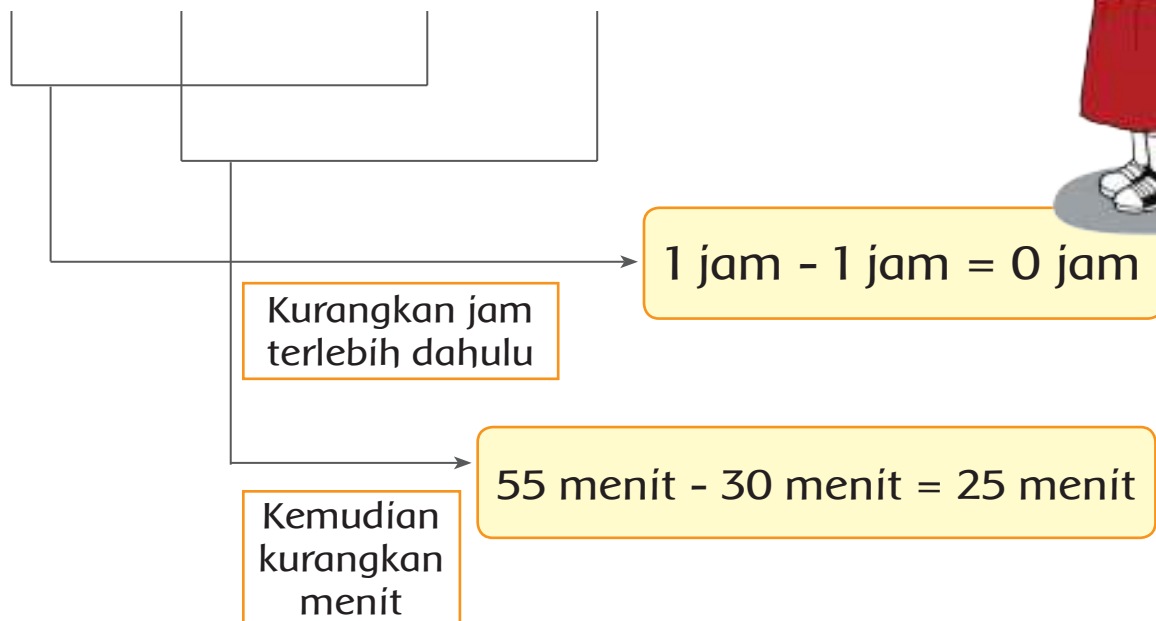 1 jam - 1 jam = 0 jam
Kurangkan jam
terlebih dahulu
55 menit - 30 menit = 25 menit
Kemudian
kurangkan
menit